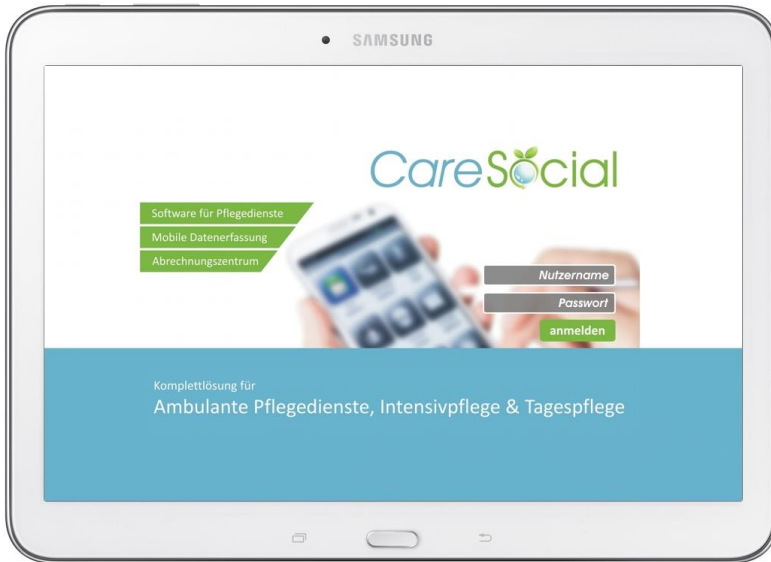 SAMSUNG
CareSocial
Software für Pflegedienste
Mobile Datenerfassung
Abrechnungszentrum
Nutzername
Passwort
anmelden
Komplettlösung für
Ambulante Pflegedienste, Intensivpflege & Tagespflege